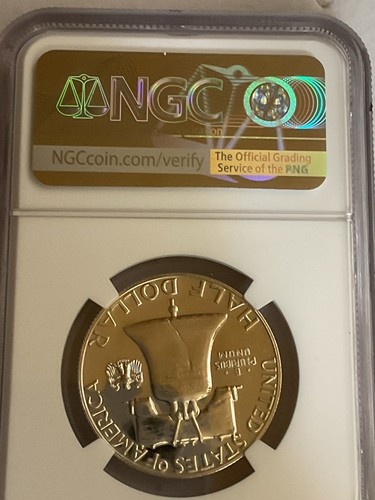 NGC
NGCcoin.com/verify
The Official Grading
Service of the PNG
HALF DOLLAR
UNITED STATES OF AMERICA
E
PLURIBUS
UNUM